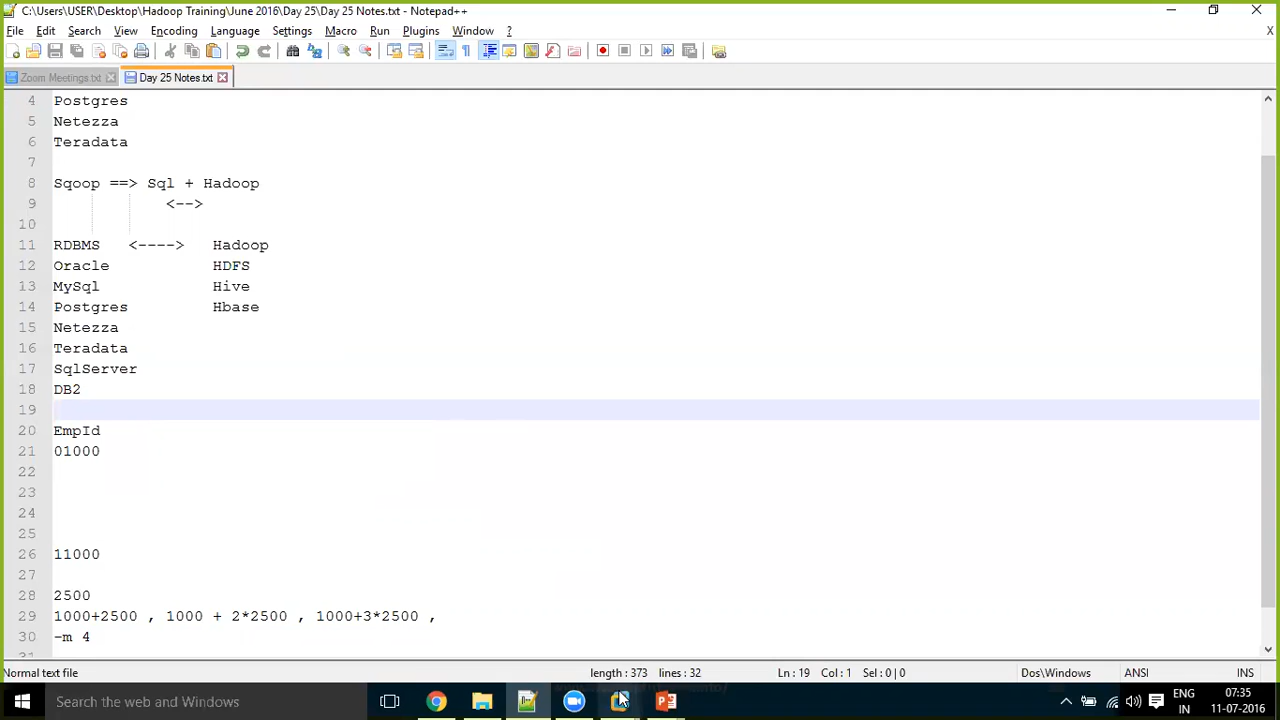 C:\Users\USER\Desktop\Hadoop Training\June 2016\Day 25\Day 25 Notes.txt - Notepad++
File Edit Search View Encoding Language Settings Macro Run Plugins Window ? X
Zoom Meetings.txt Day 25 Notes.txt
4 Postgres
5 Netezza
6 Teradata
7
8 Sqoop ==> Sql + Hadoop
9 <-->
10
11 RDBMS <----> Hadoop
12 Oracle HDFS
13 MySql Hive
14 Postgres Hbase
15 Netezza
16 Teradata
17 SqlServer
18 DB2
19
20 EmpId
21 01000
22
23
24
25
26 11000
27
28 2500
29 1000+2500 , 1000 + 2*2500 , 1000+3*2500 ,
30 -m 4
31
Normal text file length : 373 lines : 32 Ln : 19 Col : 1 Sel : 0 | 0 Dos\Windows ANSI INS
Search the web and Windows ENG 07:35
IN 11-07-2016